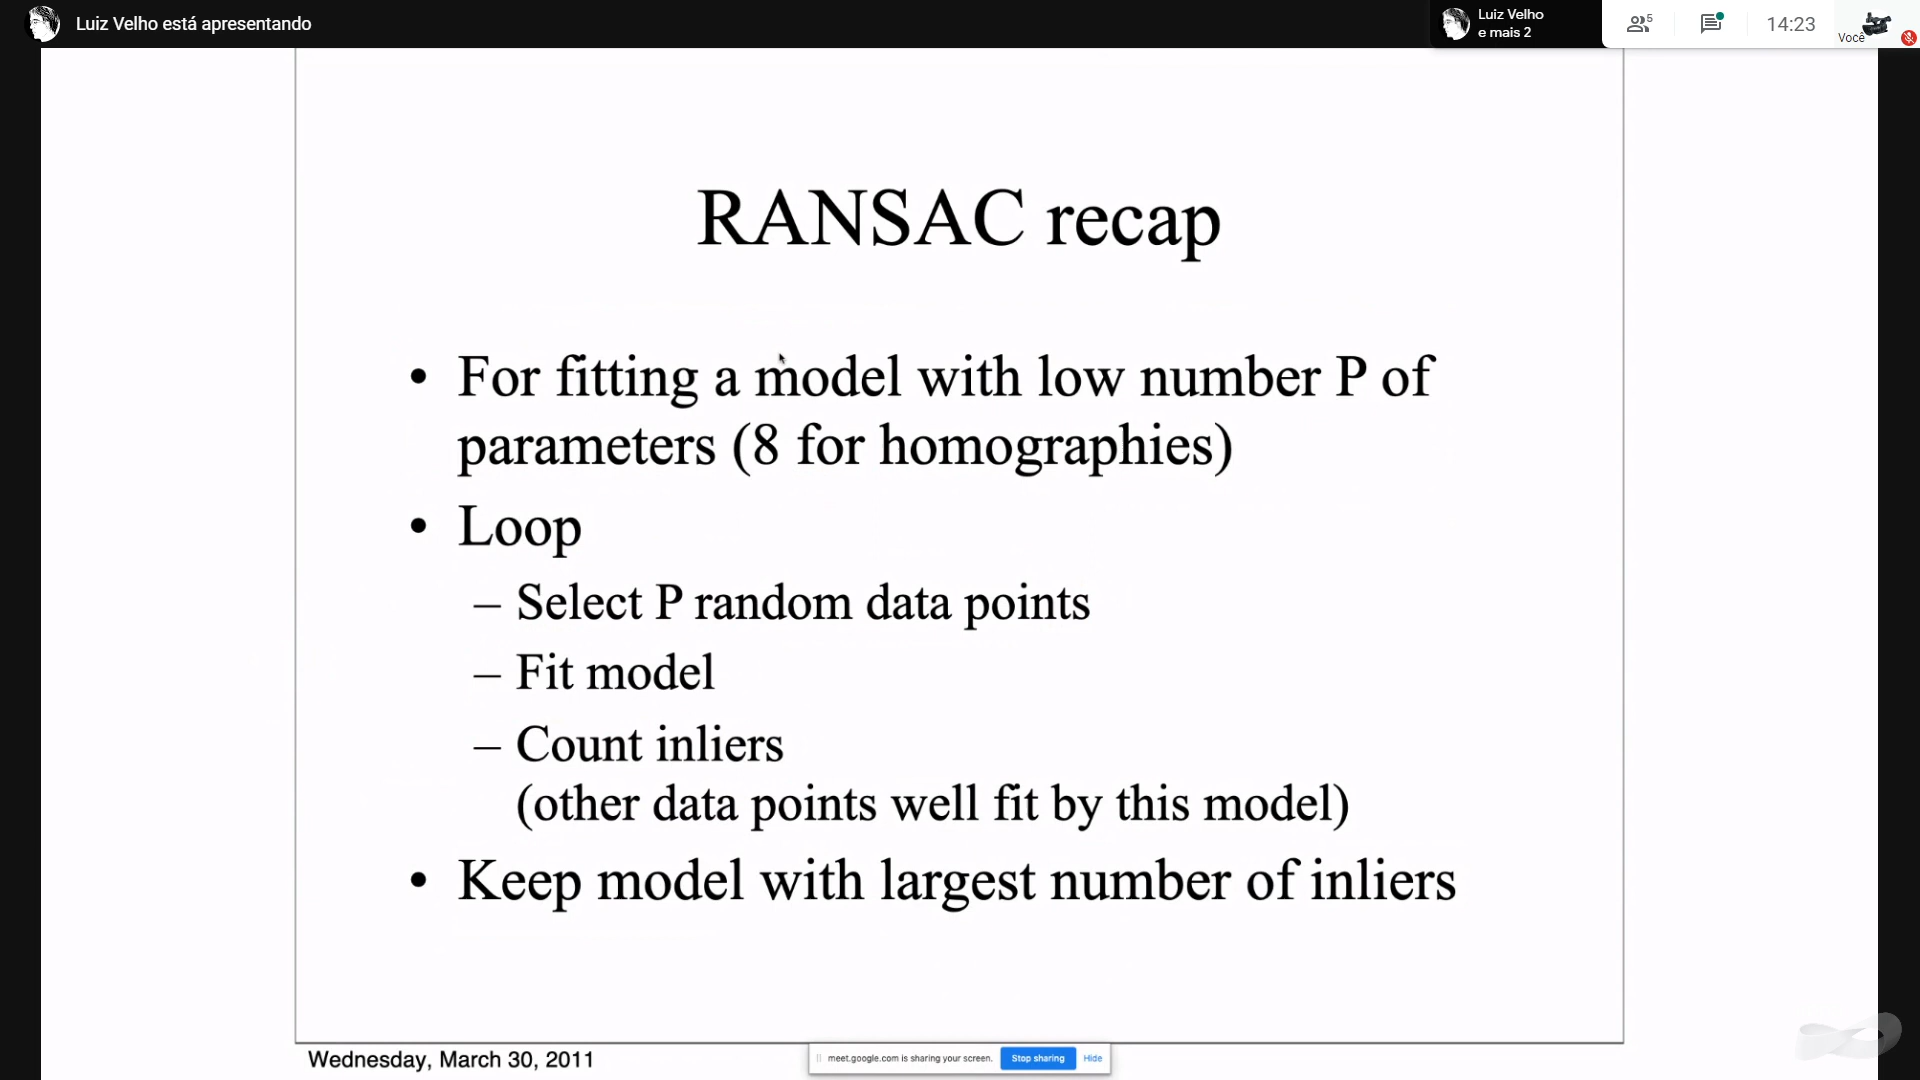 Luiz Velho está apresentando
Luiz Velho
e mais 2
5
14:23
Você
RANSAC recap
• For fitting a model with low number P of
parameters (8 for homographies)
• Loop
– Select P random data points
– Fit model
– Count inliers
(other data points well fit by this model)
• Keep model with largest number of inliers
Wednesday, March 30, 2011
meet.google.com is sharing your screen.
Stop sharing
Hide